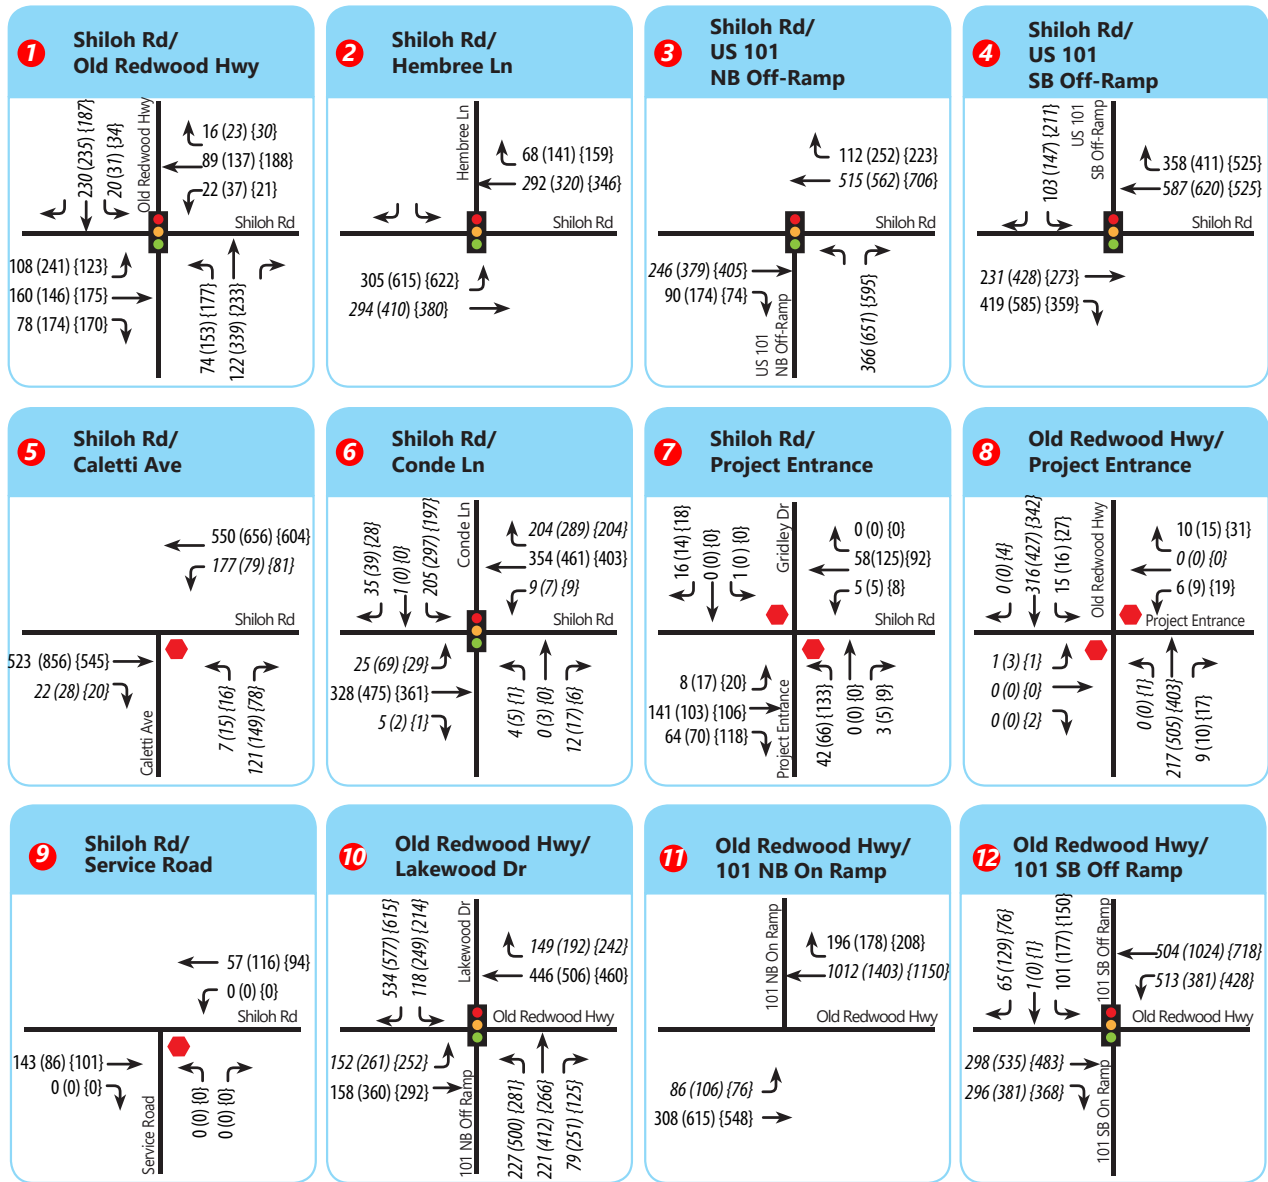 1
Shiloh Rd/
Old Redwood Hwy
230 (235) {187}
20 (31) {34}
Old Redwood Hwy
16 (23) {30}
89 (137) {188}
22 (37) {21}
Shiloh Rd
108 (241) {123}
160 (146) {175}
78 (174) {170}
74 (153) {177}
122 (339) {233}
2
Shiloh Rd/
Hembree Ln
Hembree Ln
68 (141) {159}
292 (320) {346}
Shiloh Rd
305 (615) {622}
294 (410) {380}
3
Shiloh Rd/
US 101
NB Off-Ramp
112 (252) {223}
515 (562) {706}
246 (379) {405}
90 (174) {74}
US 101
NB Off-Ramp
366 (651) {595}
4
Shiloh Rd/
US 101
SB Off-Ramp
103 (147) {211}
US 101
SB Off-Ramp
358 (411) {525}
587 (620) {525}
Shiloh Rd
231 (428) {273}
419 (585) {359}
5
Shiloh Rd/
Caletti Ave
550 (656) {604}
177 (79) {81}
Shiloh Rd
523 (856) {545}
22 (28) {20}
Caletti Ave
7 (15) {16}
121 (149) {78}
6
Shiloh Rd/
Conde Ln
35 (39) {28}
1 (0) {0}
205 (297) {197}
Conde Ln
204 (289) {204}
354 (461) {403}
9 (7) {9}
Shiloh Rd
25 (69) {29}
328 (475) {361}
5 (2) {1}
4 (5) {1}
0 (3) {0}
12 (17) {6}
7
Shiloh Rd/
Project Entrance
16 (14) {18}
0 (0) {0}
1 (0 ) {0}
Gridley Dr
0 (0) {0}
58(125){92}
5 (5) {8}
Shiloh Rd
8 (17) {20}
141 (103) {106}
64 (70) {118}
Project Entrance
42 (66) {133}
0 (0) {0}
3 (5) {9}
8
Old Redwood Hwy/
Project Entrance
0 (0) {4}
316 (427) {342}
15 (16) {27}
Old Redwood Hwy
10 (15) {31}
0 (0) {0}
6 (9) {19}
Project Entrance
1 (3) {1}
0 (0) {0}
0 (0) {2}
0 (0) {1}
217 (505) {403}
9 (10) {17}
9
Shiloh Rd/
Service Road
57 (116) {94}
0 (0) {0}
Shiloh Rd
143 (86) {101}
0 (0) {0}
Service Road
0 (0) {0}
0 (0) {0}
10
Old Redwood Hwy/
Lakewood Dr
534 (577) {615}
118 (249) {214}
Lakewood Dr
149 (192) {242}
446 (506) {460}
Old Redwood Hwy
152 (261) {252}
158 (360) {292}
101 NB Off Ramp
227 (500) {281}
221 (412) {266}
79 (251) {125}
11
Old Redwood Hwy/
101 NB On Ramp
101 NB On Ramp
196 (178) {208}
1012 (1403) {1150}
Old Redwood Hwy
86 (106) {76}
308 (615) {548}
12
Old Redwood Hwy/
101 SB Off Ramp
65 (129) {76}
1 (0) {1}
101 (177) {150}
101 SB Off Ramp
504 (1024) {718}
513 (381) {428}
Old Redwood Hwy
298 (535) {483}
296 (381) {368}
101 SB On Ramp